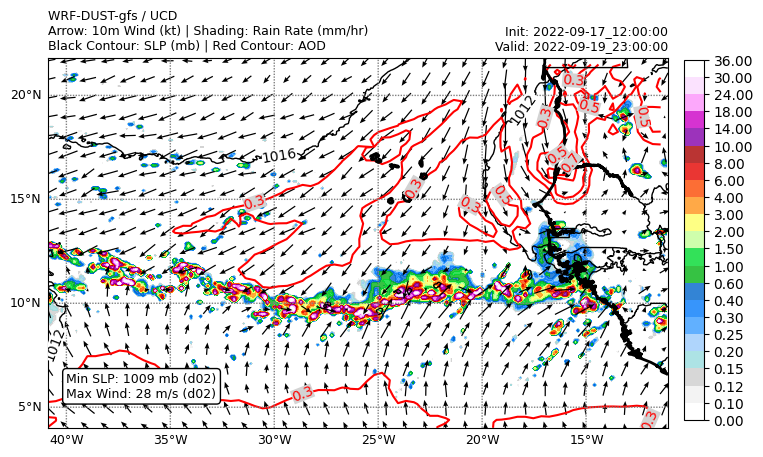 WRF-DUST-gfs / UCD
Arrow: 10m Wind (kt) | Shading: Rain Rate (mm/hr)
Black Contour: SLP (mb) | Red Contour: AOD
Init: 2022-09-17_12:00:00
Valid: 2022-09-19_23:00:00
36.00
30.00
24.00
18.00
14.00
10.00
8.00
6.00
4.00
3.00
2.00
1.50
1.00
0.60
0.40
0.30
0.25
0.20
0.15
0.12
0.10
0.00
20°N
15°N
10°N
5°N
0.3
0.5
0.5
1012
0.3
1016
0.3
0.3
0.3
0.3
0.5
1012
0.3
0.3
Min SLP: 1009 mb (d02)
Max Wind: 28 m/s (d02)
40°W
35°W
30°W
25°W
20°W
15°W